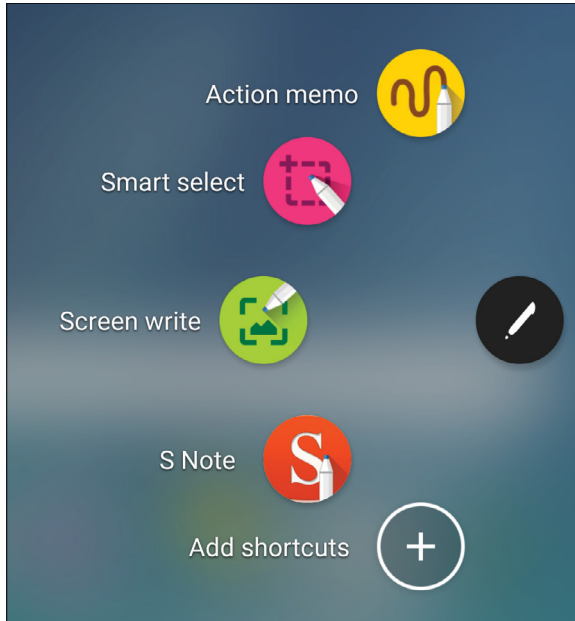 Action memo
Smart select
Screen write
S Note
S
Add shortcuts